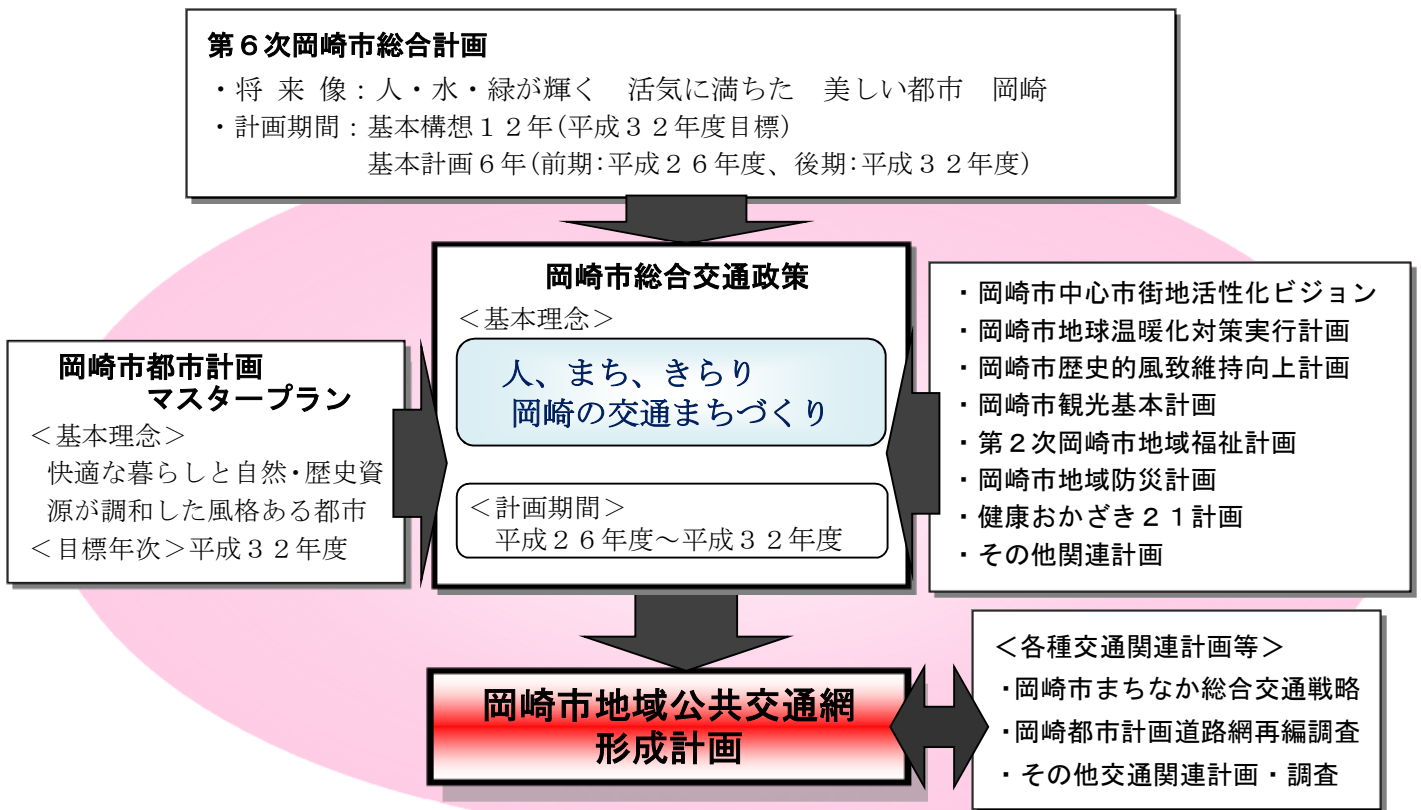 第６次岡崎市総合計画
・将 来 像：人・水・緑が輝く　活気に満ちた　美しい都市　岡崎
・計画期間：基本構想１２年(平成３２年度目標)
基本計画６年(前期:平成２６年度、後期:平成３２年度)
岡崎市総合交通政策
＜基本理念＞
人、まち、きらり
岡崎の交通まちづくり
＜計画期間＞
平成２６年度～平成３２年度
岡崎市都市計画
マスタープラン
＜基本理念＞
快適な暮らしと自然・歴史資
源が調和した風格ある都市
＜目標年次＞平成３２年度
・岡崎市中心市街地活性化ビジョン
・岡崎市地球温暖化対策実行計画
・岡崎市歴史的風致維持向上計画
・岡崎市観光基本計画
・第２次岡崎市地域福祉計画
・岡崎市地域防災計画
・健康おかざき２１計画
・その他関連計画
岡崎市地域公共交通網
形成計画
＜各種交通関連計画等＞
・岡崎市まちなか総合交通戦略
・岡崎都市計画道路網再編調査
・その他交通関連計画・調査